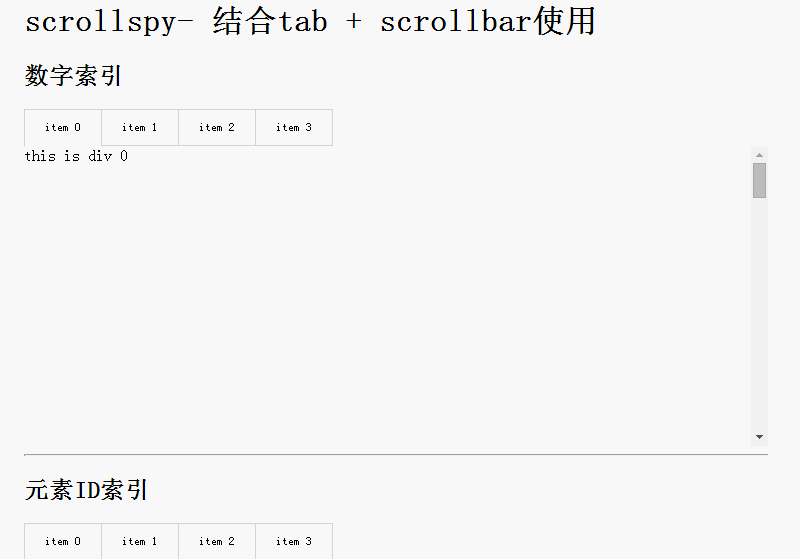 scrollspy- 结合tab + scrollbar使用
数字索引
item 0 item 1 item 2 item 3
this is div 0
元素ID索引
item 0 item 1 item 2 item 3